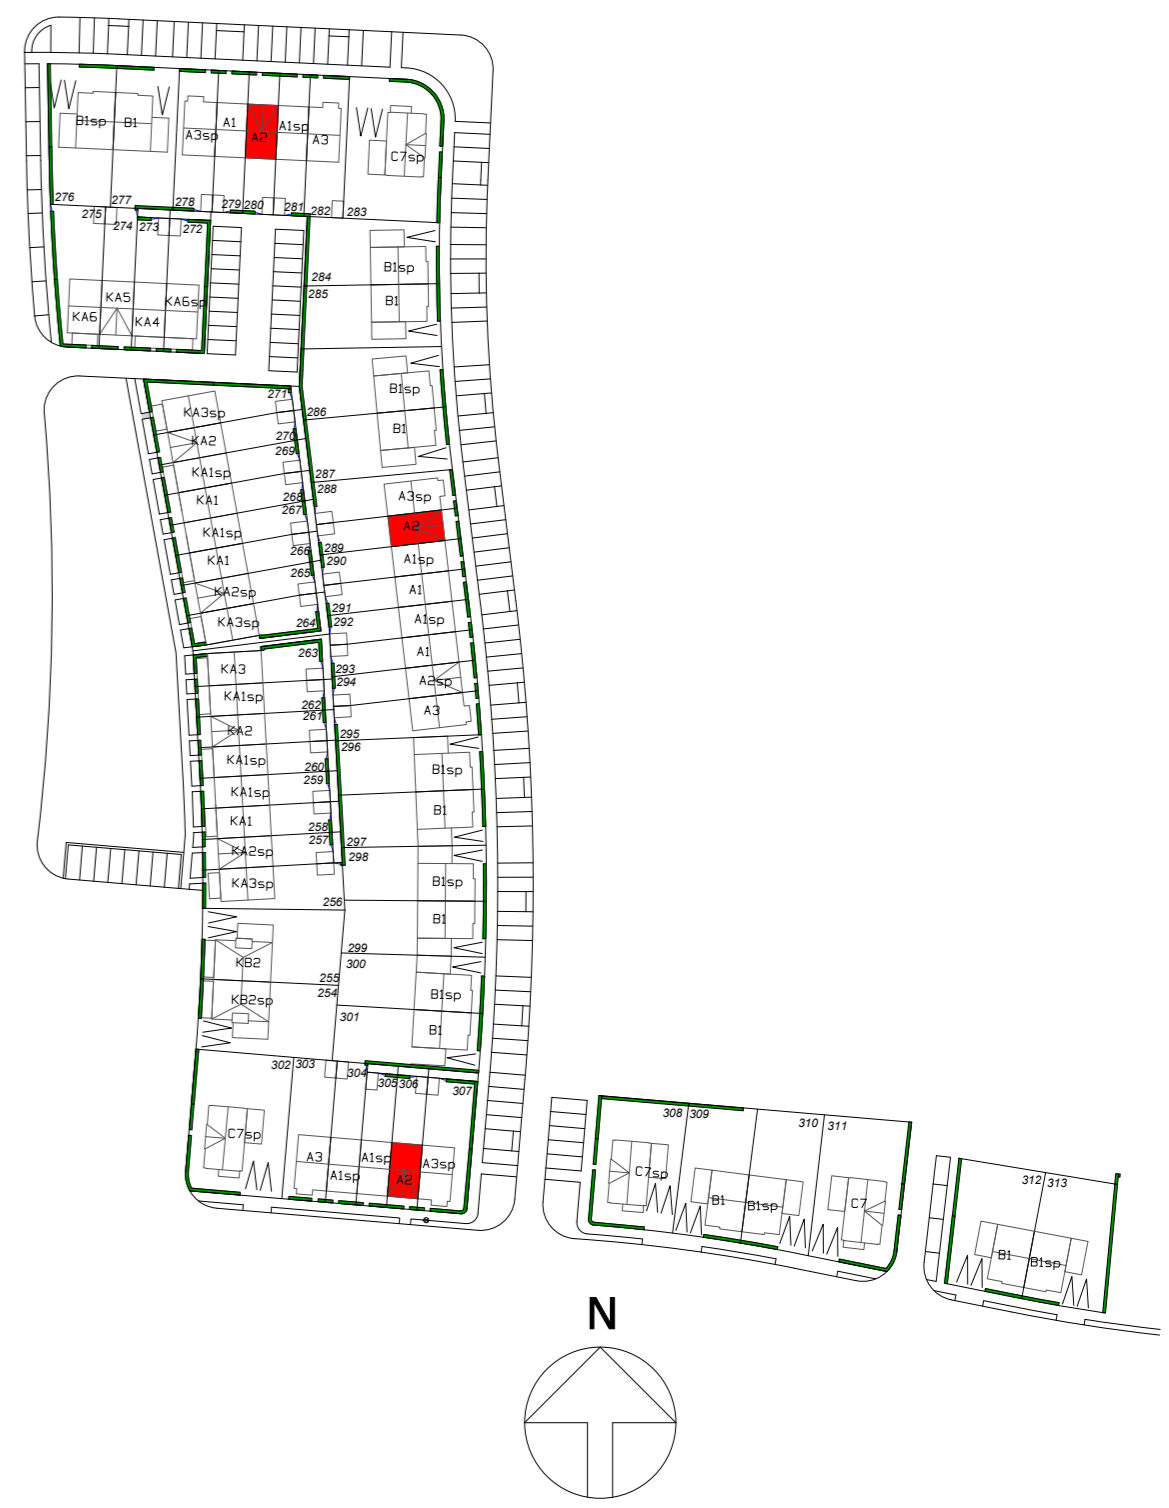 B1sp B1
A3sp A1 A2 A1sp A3
C7sp
276 277 278 279 280 281 282 283
275 274 273 272
KA6 KA5 KA4 KA6sp
B1sp
284
285
B1
B1sp
286
B1
271
KA3sp
KA2
270
269
KA1sp
KA1
268
267
KA1sp
KA1
266
265
KA2sp
KA3sp
264
287
288
A3sp
A2
289
290
A1sp
A1
291
292
A1sp
A1
293
294
A2sp
A3
295
296
263
KA3
KA1sp
262
261
KA2
KA1sp
260
259
KA1sp
KA1
258
257
KA2sp
KA3sp
256
B1sp
B1
297
298
B1sp
B1
299
300
KB2
255
254
KB2sp
B1sp
301
B1
302 303 304 305 306 307
C7sp
A3 A1sp A1sp A2 A3sp
308 309 310 311
C7sp B1 B1sp C7
312 313
B1 B1sp
N